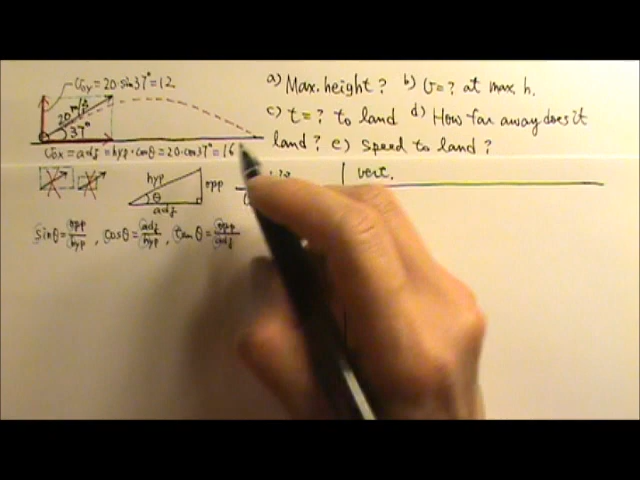 v₀y = 20·sin37° = 12
20 m/s
37°
v₀x = adj = hyp·cosθ = 20·cos37° = 16
a) Max. height? b) v = ? at max. h.
c) t = ? to land d) How far away does it
land? e) Speed to land?
vert.
hyp
opp
θ
adj
sinθ = opp/hyp , cosθ = adj/hyp , tanθ = opp/adj